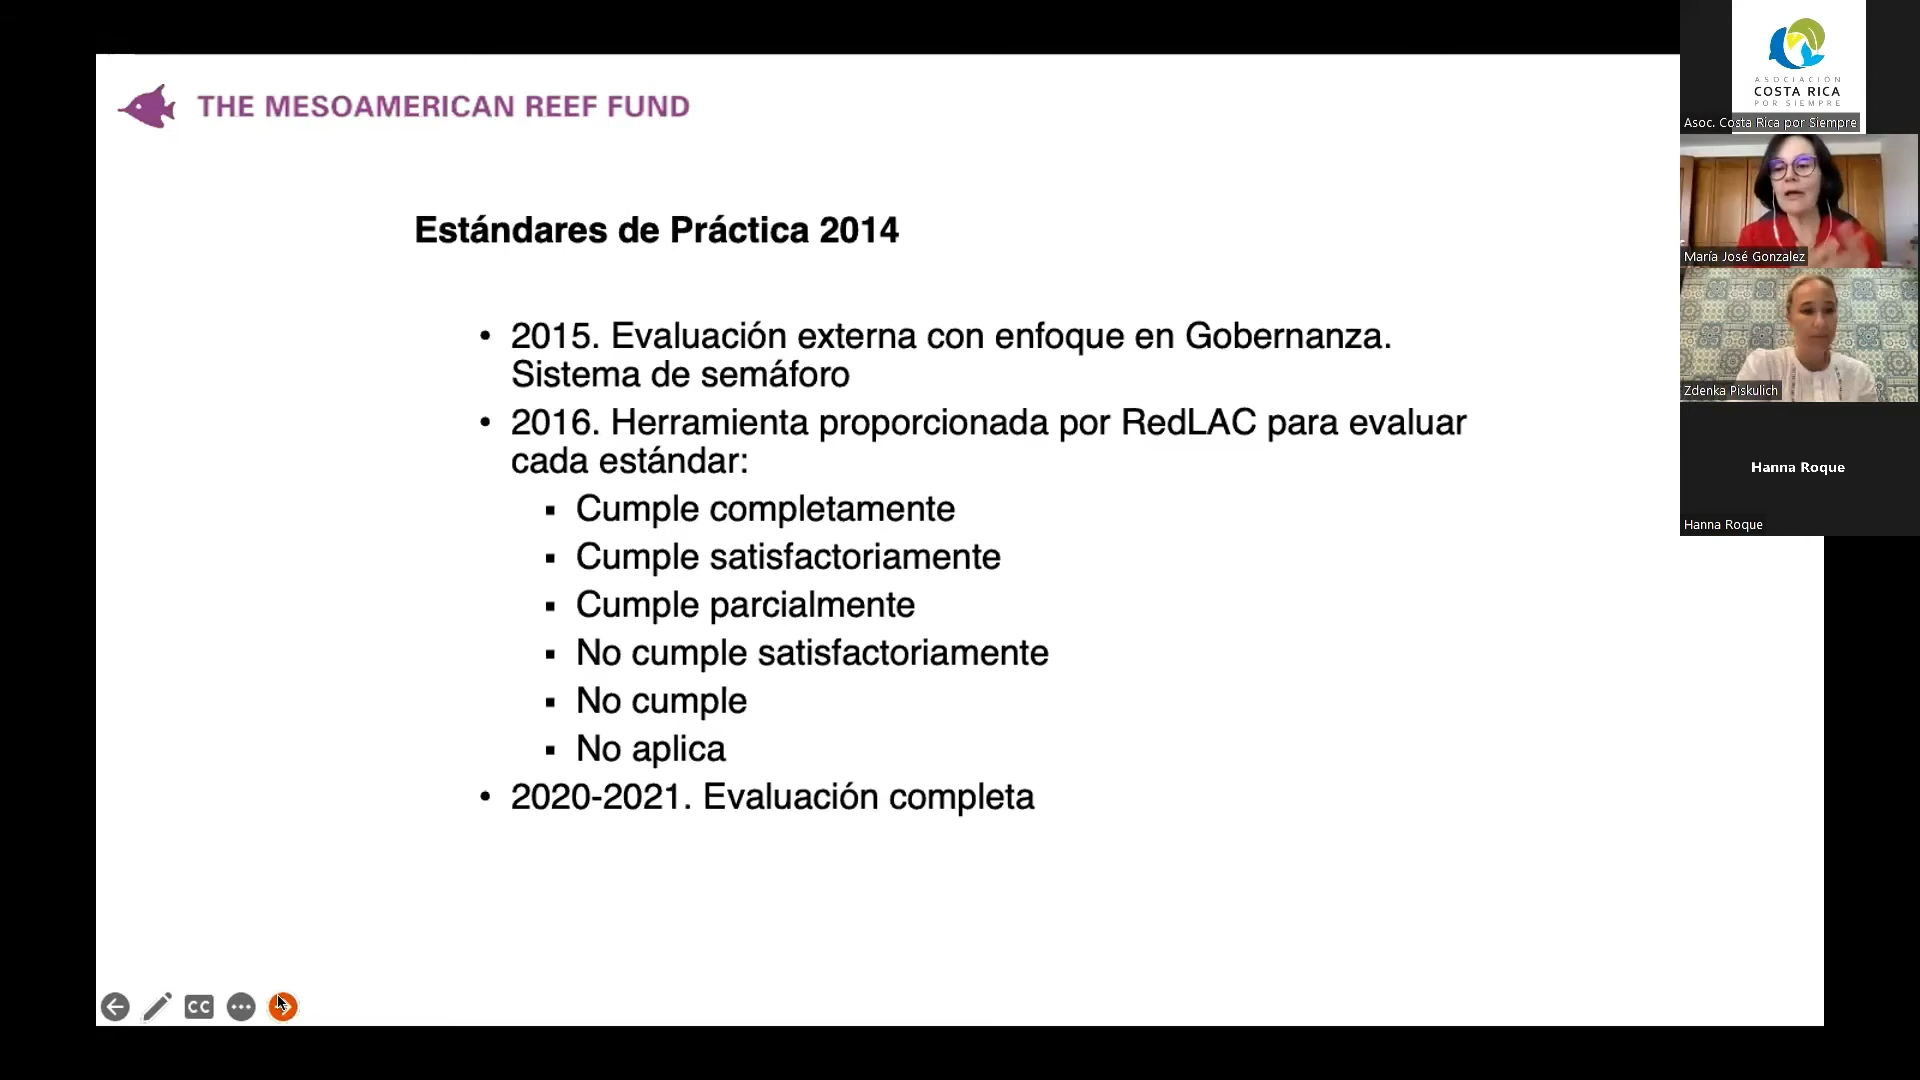 THE MESOAMERICAN REEF FUND
Estándares de Práctica 2014
• 2015. Evaluación externa con enfoque en Gobernanza.
Sistema de semáforo
• 2016. Herramienta proporcionada por RedLAC para evaluar
cada estándar:
▪ Cumple completamente
▪ Cumple satisfactoriamente
▪ Cumple parcialmente
▪ No cumple satisfactoriamente
▪ No cumple
▪ No aplica
• 2020-2021. Evaluación completa
CC
ASOCIACIÓN
COSTA RICA
POR SIEMPRE
Asoc. Costa Rica por Siempre
María José Gonzalez
Zdenka Piskulich
Hanna Roque
Hanna Roque